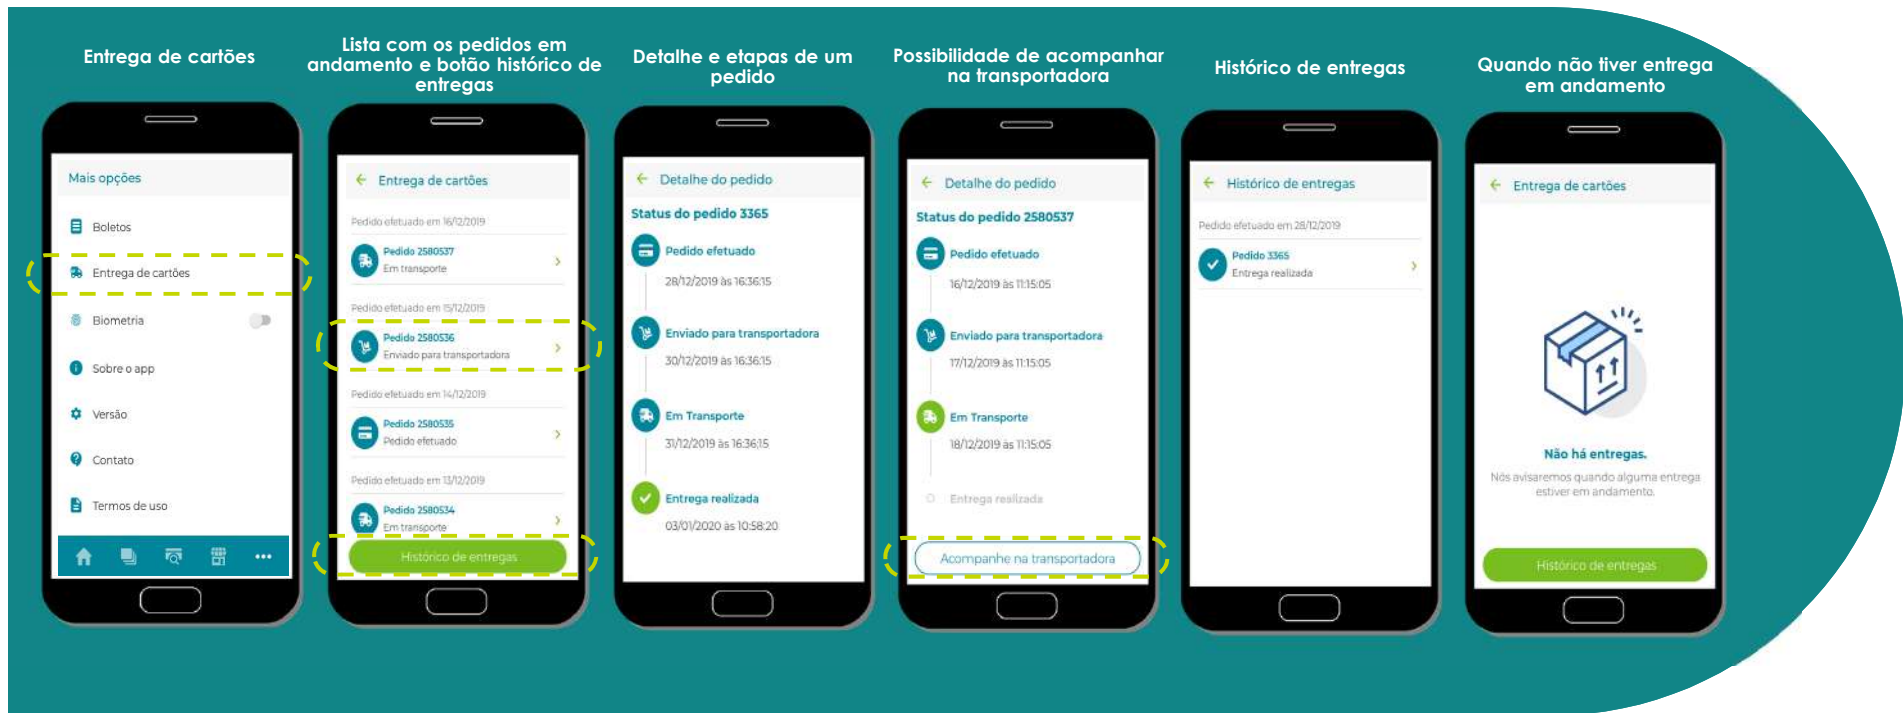 Entrega de cartões
Lista com os pedidos em
andamento e botão histórico de
entregas
Detalhe e etapas de um
pedido
Possibilidade de acompanhar
na transportadora
Histórico de entregas
Quando não tiver entrega
em andamento
Mais opções
Boletos
Entrega de cartões
Biometria
Sobre o app
Versão
Contato
Termos de uso
Entrega de cartões
Pedido efetuado em 16/12/2019
Pedido 2580537
Em transporte
Pedido efetuado em 15/12/2019
Pedido 2580536
Enviado para transportadora
Pedido efetuado em 14/12/2019
Pedido 2580535
Pedido efetuado
Pedido efetuado em 13/12/2019
Pedido 2580534
Em transporte
Histórico de entregas
Detalhe do pedido
Status do pedido 3365
Pedido efetuado
28/12/2019 às 16:36:15
Enviado para transportadora
30/12/2019 às 16:36:15
Em Transporte
31/12/2019 às 16:36:15
Entrega realizada
03/01/2020 às 10:58:20
Detalhe do pedido
Status do pedido 2580537
Pedido efetuado
16/12/2019 às 11:15:05
Enviado para transportadora
17/12/2019 às 11:15:05
Em Transporte
18/12/2019 às 11:15:05
Entrega realizada
Acompanhe na transportadora
Histórico de entregas
Pedido efetuado em 28/12/2019
Pedido 3365
Entrega realizada
Entrega de cartões
Não há entregas.
Nós avisaremos quando alguma entrega
estiver em andamento.
Histórico de entregas